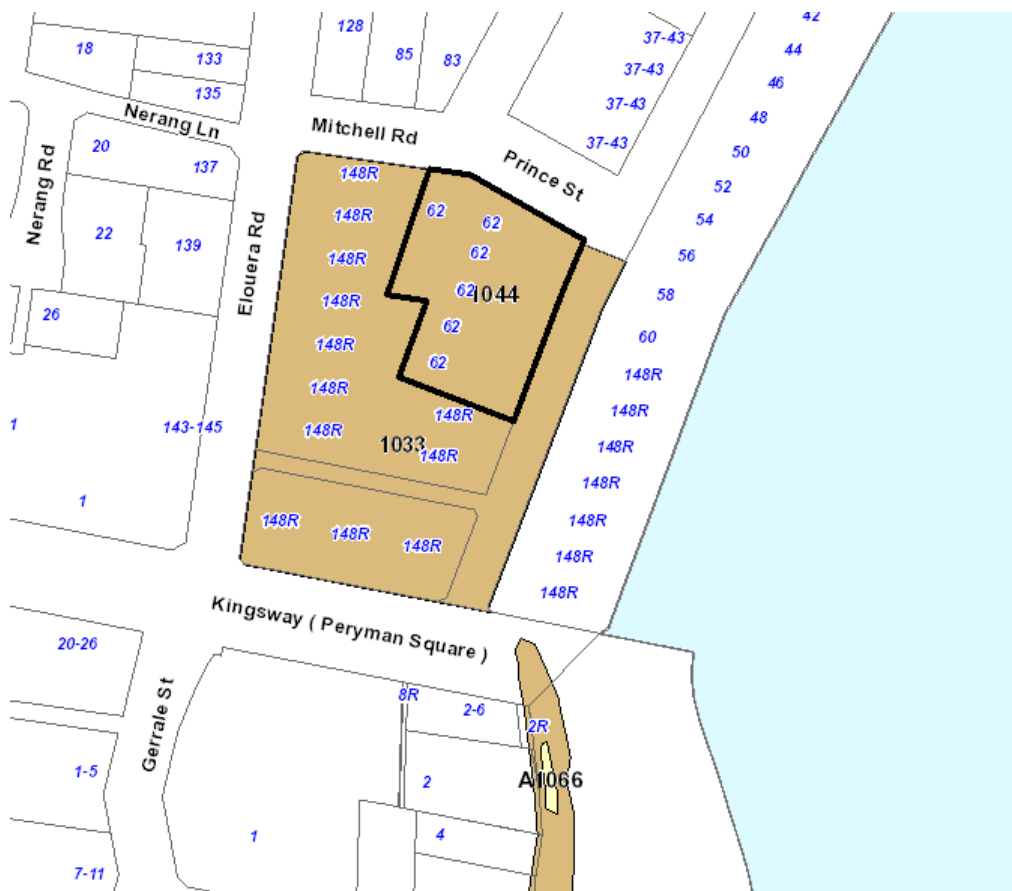 42
128
37-43
18
85
83
44
133
37-43
46
135
37-43
48
Nerang Ln
Mitchell Rd
37-43
20
137
148R
Prince St
50
52
Nerang Rd
62
148R
62
54
22
139
Elouera Rd
148R
62
56
148R
62
1044
58
26
62
60
148R
62
148R
148R
148R
148R
148R
1
143-145
148R
1033
148R
148R
1
148R
148R
148R
148R
148R
148R
148R
Kingsway ( Peryman Square )
20-26
Gerrale St
8R
2-6
2R
1-5
2
A1066
1
4
7-11